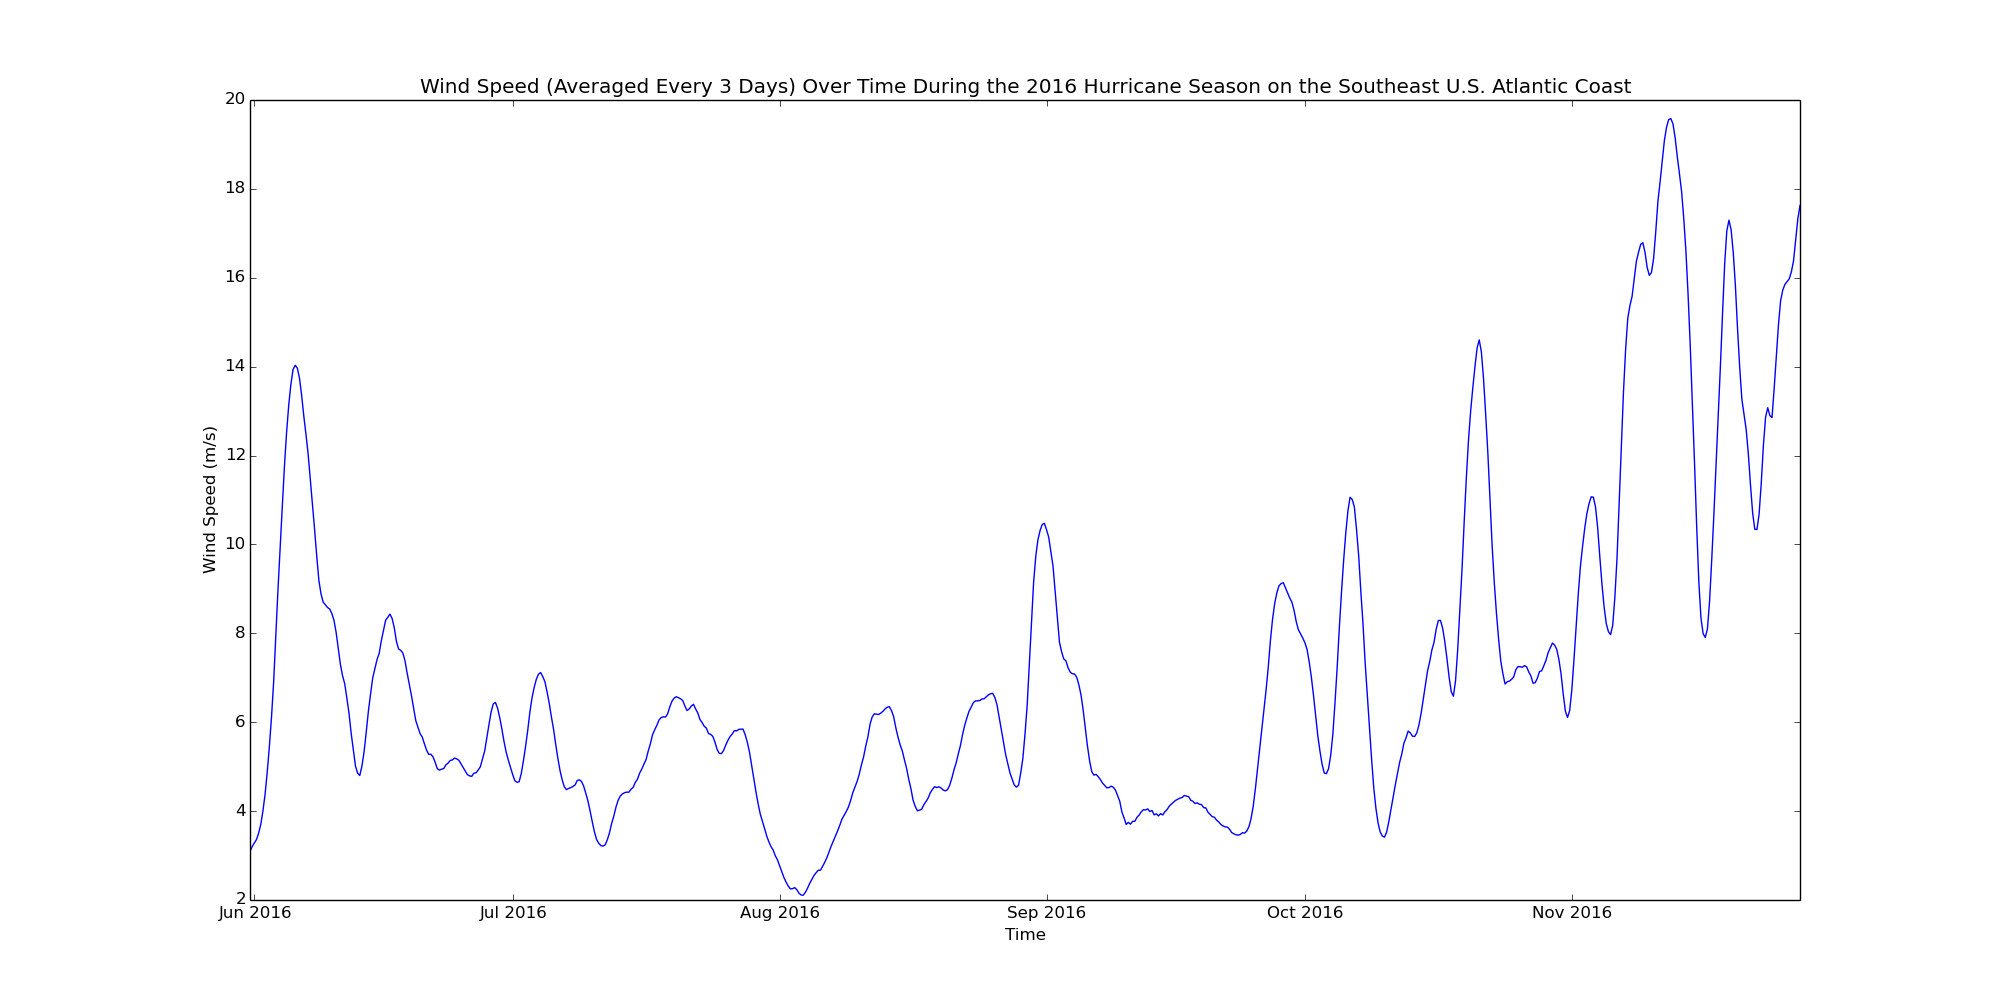 Wind Speed (Averaged Every 3 Days) Over Time During the 2016 Hurricane Season on the Southeast U.S. Atlantic Coast
20
18
16
14
12
10
8
6
4
2
Wind Speed (m/s)
Jun 2016 Jul 2016 Aug 2016 Sep 2016 Oct 2016 Nov 2016
Time